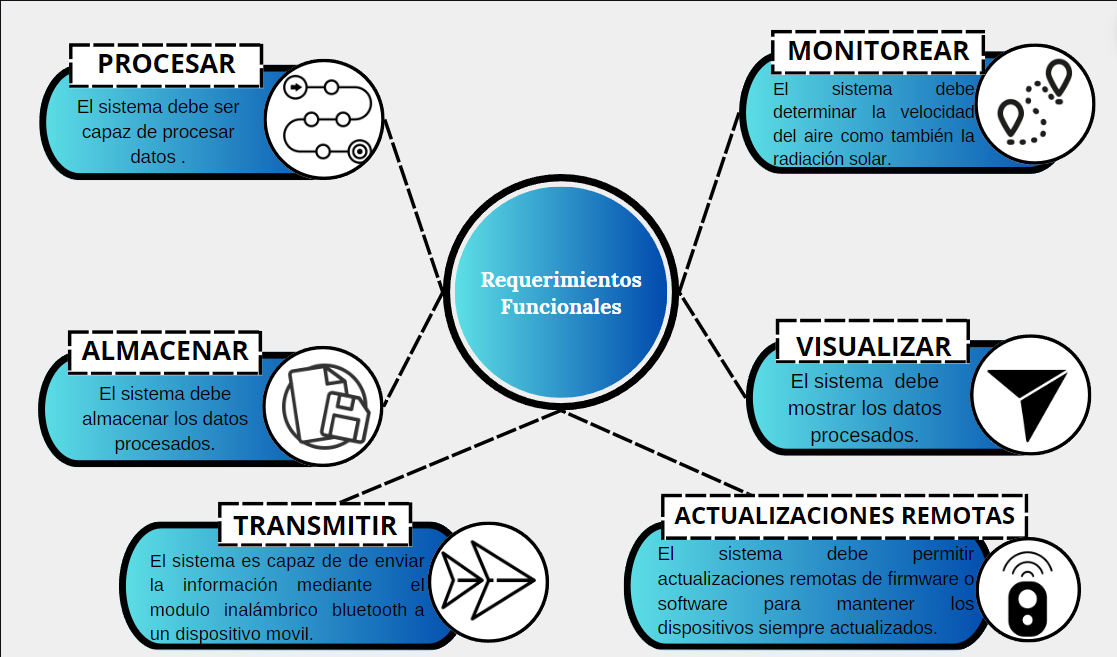 PROCESAR
El sistema debe ser
capaz de procesar
datos .
MONITOREAR
El sistema debe
determinar la velocidad
del aire como también la
radiación solar.
Requerimientos
Funcionales
ALMACENAR
El sistema debe
almacenar los datos
procesados.
VISUALIZAR
El sistema debe
mostrar los datos
procesados.
TRANSMITIR
El sistema es capaz de de enviar
la información mediante el
modulo inalámbrico bluetooth a
un dispositivo movil.
ACTUALIZACIONES REMOTAS
El sistema debe permitir
actualizaciones remotas de firmware o
software para mantener los
dispositivos siempre actualizados.